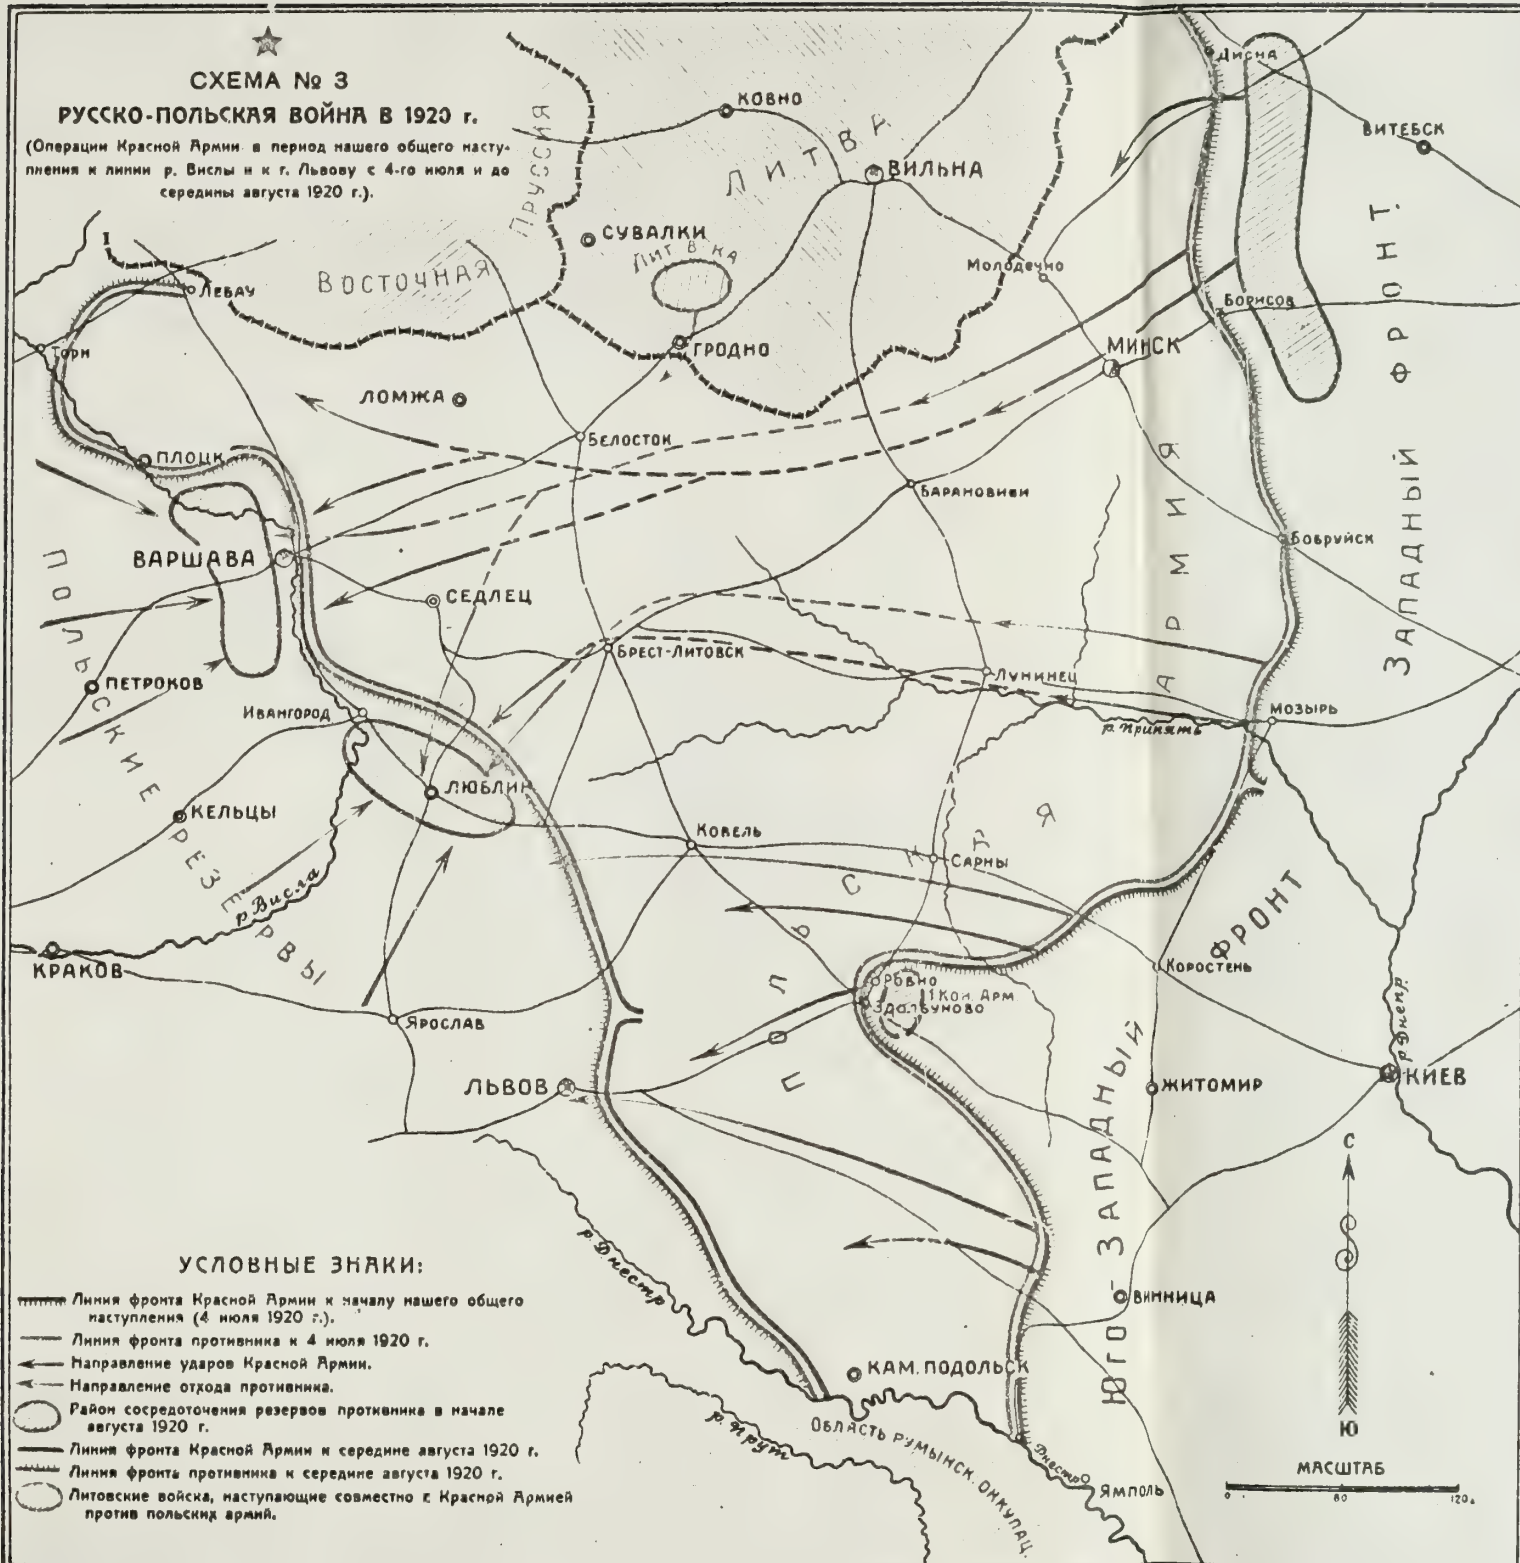 СХЕМА № 3
РУССКО-ПОЛЬСКАЯ ВОЙНА В 1920 г.
(Операции Красной Армии в период нашего общего насту-
пления к линии р. Вислы и к г. Львову с 4-го июля и до
середины августа 1920 г.).
Дисна
ВИТЕБСК
КОВНО
ЛИТВА
ВИЛЬНА
ВОСТОЧНАЯ
ПРУССИЯ
СУВАЛКИ
ЛИТ В КА
Молодечно
I
Лебау
Борисов
Торн
ГРОДНО
МИНСК
ЛОМЖА
Белосток
ПЛОЦК
Барановичи
Бобруйск
ВАРШАВА
СЕДЛЕЦ
Брест-Литовск
Лунинец
ПЕТРОКОВ
Ивангород
Мозырь
р. Припять
ЛЮБЛИН
КЕЛЬЦЫ
Ковель
Сарны
р. Висла
КРАКОВ
Коростень
Ровно
1 Кон. Арм.
Здолбуново
Ярослав
р. Днепр
ЛЬВОВ
ЖИТОМИР
КИЕВ
ПОЛЬСКИЕ РЕЗЕРВЫ
ПОЛЬСКАЯ АРМИЯ
ЗАПАДНЫЙ ФРОНТ.
ЮГО-ЗАПАДНЫЙ ФРОНТ
р. Днестр
ВИННИЦА
КАМ. ПОДОЛЬСК
р. Прут
ОБЛАСТЬ РУМЫНСК. ОККУПАЦ.
Днестр
Ямполь
С
Ю
МАСШТАБ
0 60 120
УСЛОВНЫЕ ЗНАКИ:
Линия фронта Красной Армии к началу нашего общего
наступления (4 июля 1920 г.).
Линия фронта противника к 4 июля 1920 г.
Направление ударов Красной Армии.
Направление отхода противника.
Район сосредоточения резервов противника в начале
августа 1920 г.
Линия фронта Красной Армии к середине августа 1920 г.
Линия фронта противника к середине августа 1920 г.
Литовские войска, наступающие совместно с Красной Армией
против польских армий.